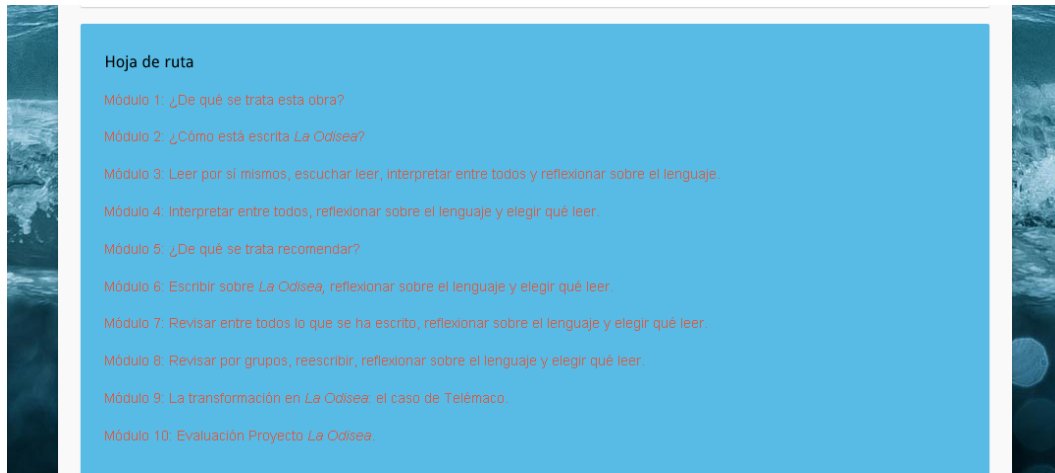 Hoja de ruta
Módulo 1: ¿De qué se trata esta obra?
Módulo 2: ¿Cómo está escrita La Odisea?
Módulo 3: Leer por sí mismos, escuchar leer, interpretar entre todos y reflexionar sobre el lenguaje.
Módulo 4: Interpretar entre todos, reflexionar sobre el lenguaje y elegir qué leer.
Módulo 5: ¿De qué se trata recomendar?
Módulo 6: Escribir sobre La Odisea, reflexionar sobre el lenguaje y elegir qué leer.
Módulo 7: Revisar entre todos lo que se ha escrito, reflexionar sobre el lenguaje y elegir qué leer.
Módulo 8: Revisar por grupos, reescribir, reflexionar sobre el lenguaje y elegir qué leer.
Módulo 9: La transformación en La Odisea: el caso de Telémaco.
Módulo 10: Evaluación Proyecto La Odisea.